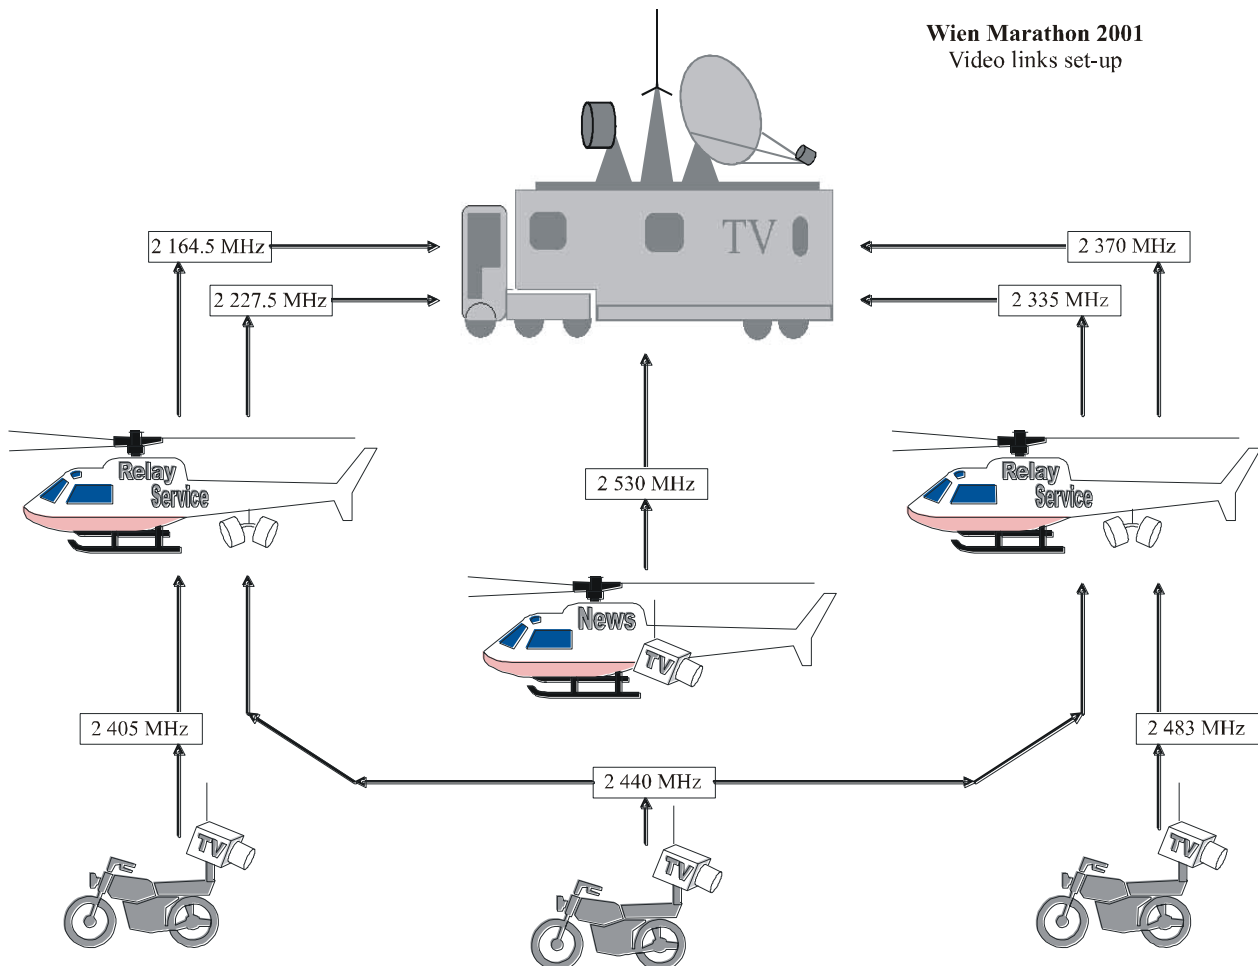 Wien Marathon 2001
Video links set-up
TV
2 164.5 MHz
2 370 MHz
2 227.5 MHz
2 335 MHz
Relay
Service
Relay
Service
2 530 MHz
News
TV
2 405 MHz
2 483 MHz
2 440 MHz
TV
TV
TV